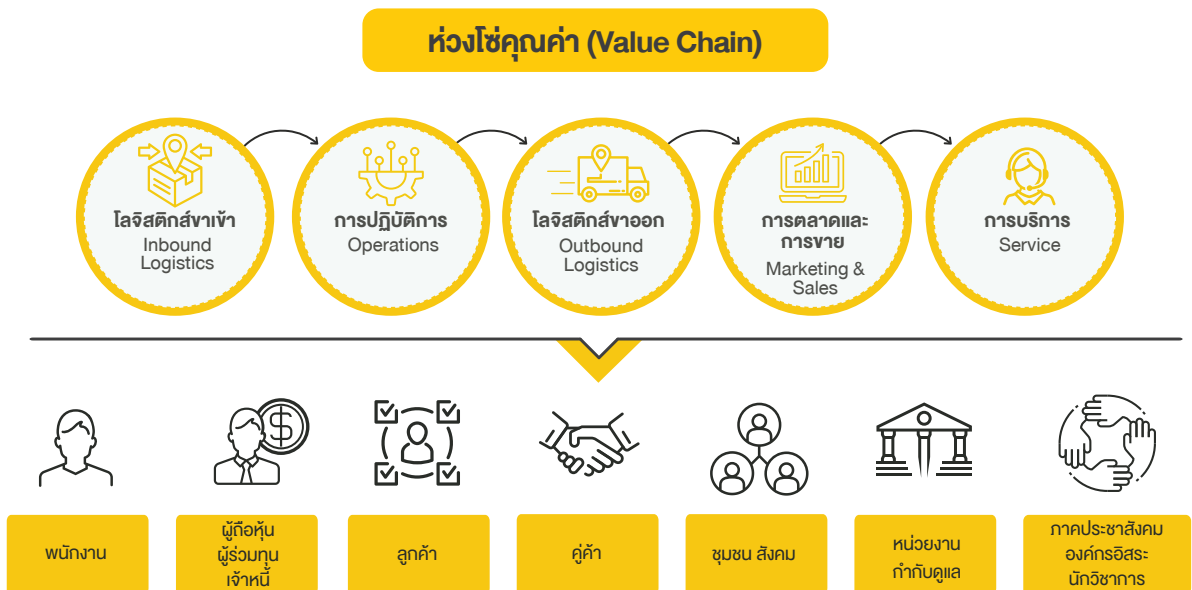 ห่วงโซ่คุณค่า (Value Chain)
โลจิสติกส์ขาเข้า
Inbound
Logistics
การปฏิบัติการ
Operations
โลจิสติกส์ขาออก
Outbound
Logistics
การตลาดและ
การขาย
Marketing &
Sales
การบริการ
Service
พนักงาน
ผู้ถือหุ้น
ผู้ร่วมทุน
เจ้าหนี้
ลูกค้า
คู่ค้า
ชุมชน สังคม
หน่วยงาน
กำกับดูแล
ภาคประชาสังคม
องค์กรอิสระ
นักวิชาการ